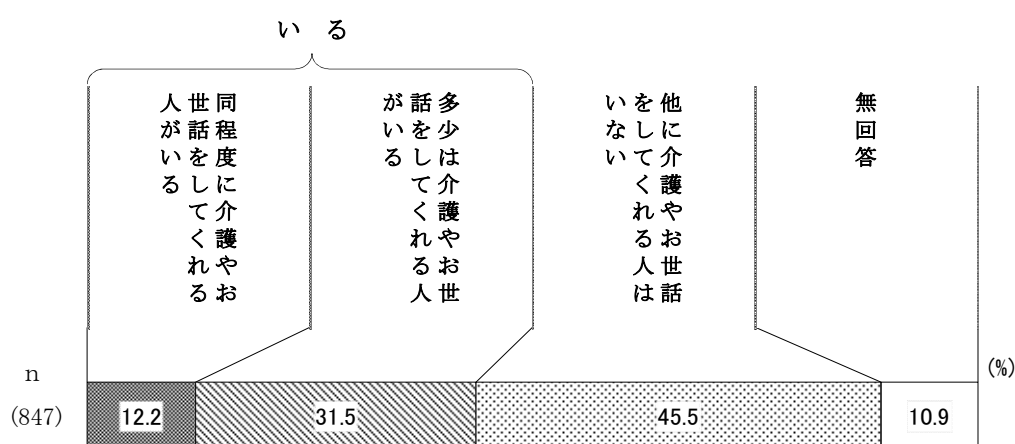 いる
同程度に介護やお
世話をしてくれる
人がいる
多少は介護やお世
話をしてくれる人
がいる
他に介護やお世話
をしてくれる人は
いない
無回答
(%)
n
(847)
12.2
31.5
45.5
10.9